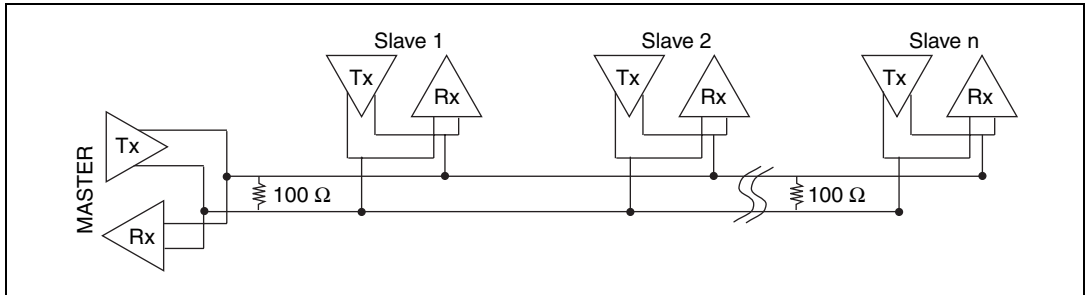 Slave 1
Slave 2
Slave n
Tx
Rx
Tx
Rx
Tx
Rx
MASTER
Tx
Rx
100 Ω
100 Ω